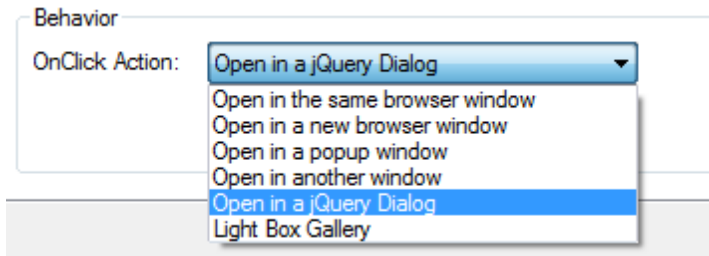 Behavior
OnClick Action: Open in a jQuery Dialog
Open in the same browser window
Open in a new browser window
Open in a popup window
Open in another window
Open in a jQuery Dialog
Light Box Gallery